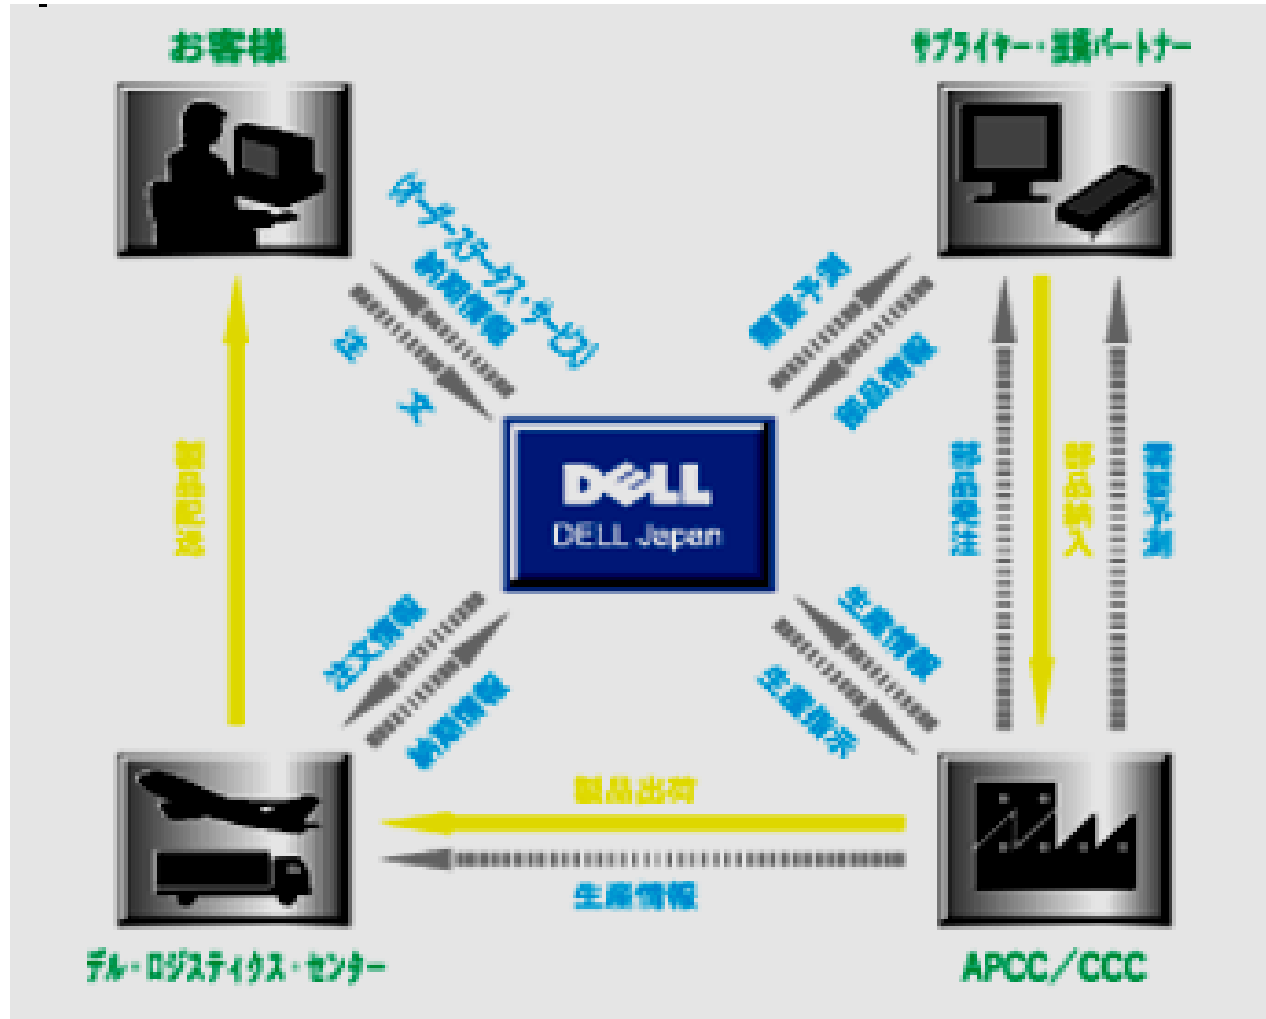 お客様
サプライヤー・技術パートナー
(オーダーステータス・サービス)
納期情報
注文
需要予測
部品情報
DELL
DELL Japan
部品発注
部品購入
需要予測
製品配送
注文情報
納期情報
生産情報
生産指示
製品出荷
生産情報
デル・ロジスティクス・センター
APCC/CCC